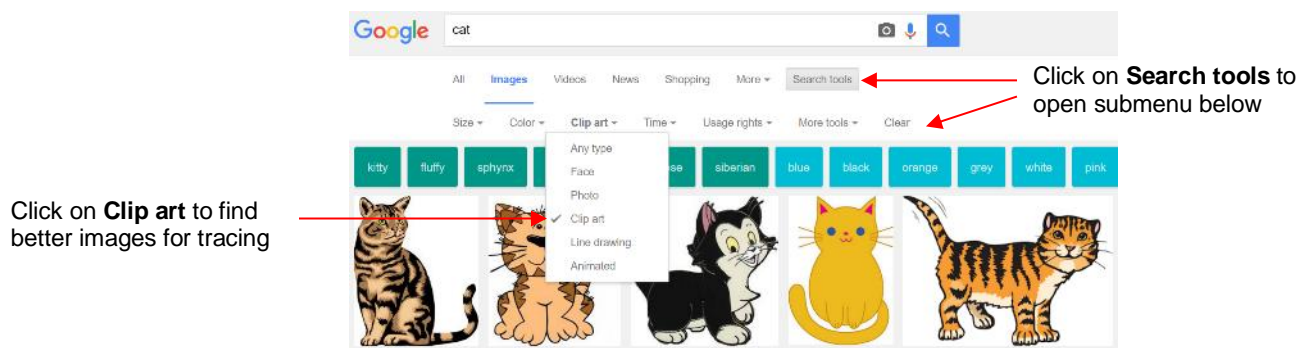 Google cat
All Images Videos News Shopping More Search tools
Click on Search tools to
open submenu below
Size Color Clip art Time Usage rights More tools Clear
Any type
kitty fluffy sphynx siberian blue black orange grey white pink
Face
Photo
Click on Clip art to find
better images for tracing
Clip art
Line drawing
Animated